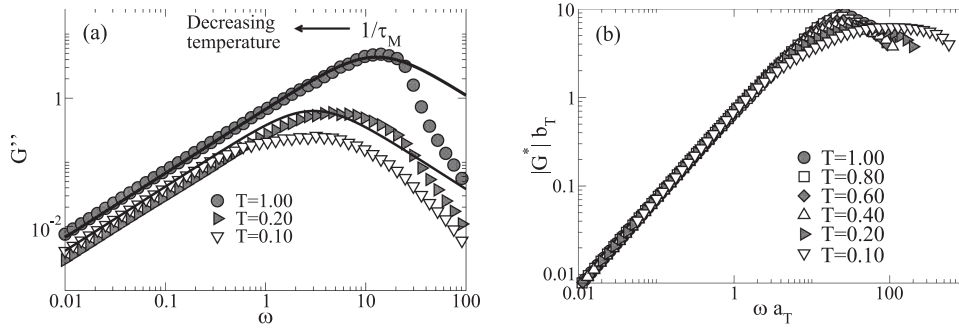 (a)
Decreasing
temperature
1/τ_M
G''
1
10^-2
T=1.00
T=0.20
T=0.10
0.01 0.1 1 10 100
ω
(b)
|G^*| b_T
10
1
0.1
0.01
T=1.00
T=0.80
T=0.60
T=0.40
T=0.20
T=0.10
0.01 1 100
ω a_T